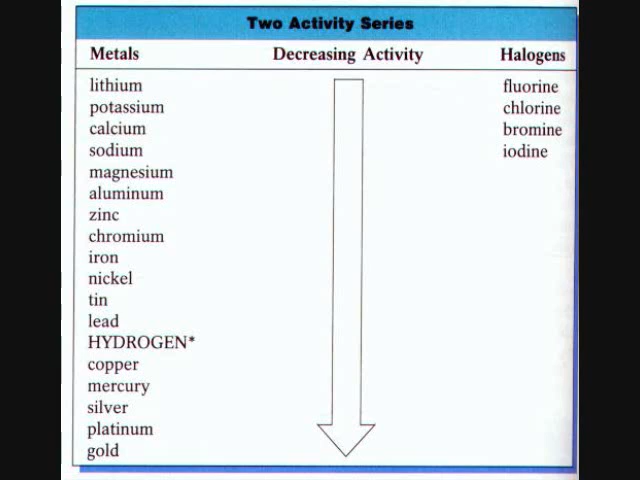 Two Activity Series
Metals Decreasing Activity Halogens
lithium fluorine
potassium chlorine
calcium bromine
sodium iodine
magnesium
aluminum
zinc
chromium
iron
nickel
tin
lead
HYDROGEN*
copper
mercury
silver
platinum
gold